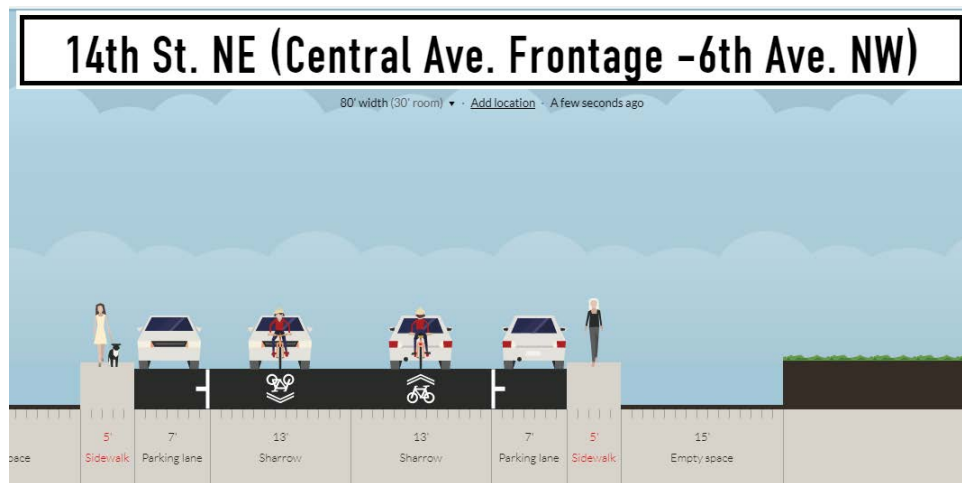 14th St. NE (Central Ave. Frontage -6th Ave. NW)
80' width (30' room) ▾ · Add location · A few seconds ago
5' 7' 13' 13' 7' 5' 15'
pace Sidewalk Parking lane Sharrow Sharrow Parking lane Sidewalk Empty space